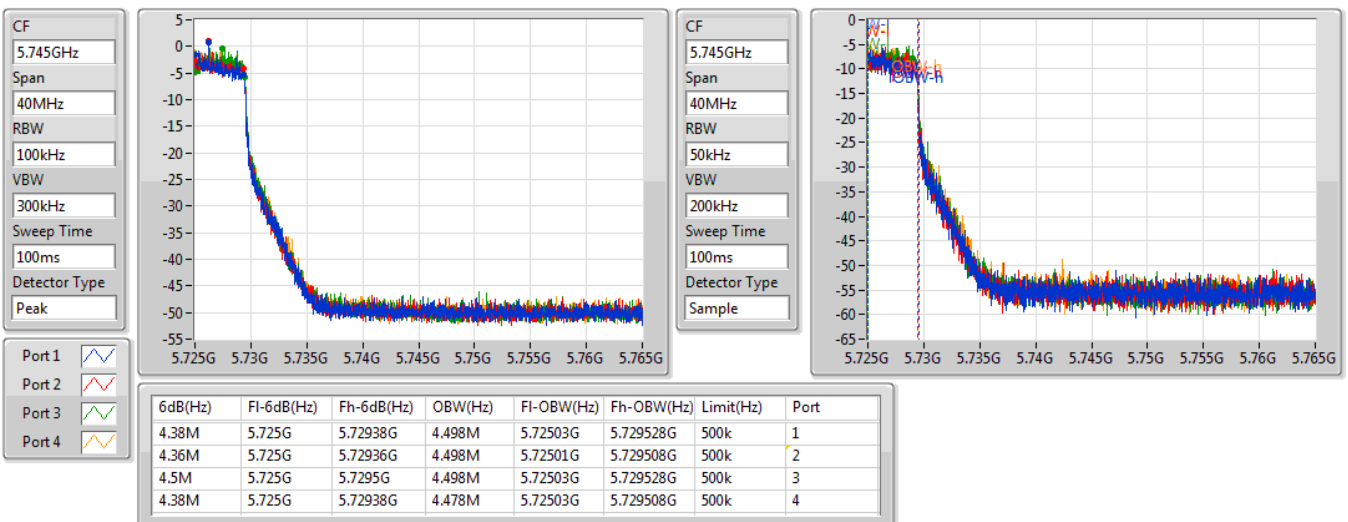 CF
5.745GHz
Span
40MHz
RBW
100kHz
VBW
300kHz
Sweep Time
100ms
Detector Type
Peak
5
0
-5
-10
-15
-20
-25
-30
-35
-40
-45
-50
-55
5.725G 5.73G 5.735G 5.74G 5.745G 5.75G 5.755G 5.76G 5.765G
CF
5.745GHz
Span
40MHz
RBW
50kHz
VBW
200kHz
Sweep Time
100ms
Detector Type
Sample
0
-5
-10
-15
-20
-25
-30
-35
-40
-45
-50
-55
-60
-65
OBW-h
5.725G 5.73G 5.735G 5.74G 5.745G 5.75G 5.755G 5.76G 5.765G
Port 1
Port 2
Port 3
Port 4
6dB(Hz) Fl-6dB(Hz) Fh-6dB(Hz) OBW(Hz) Fl-OBW(Hz) Fh-OBW(Hz) Limit(Hz) Port
4.38M 5.725G 5.72938G 4.498M 5.72503G 5.729528G 500k 1
4.36M 5.725G 5.72936G 4.498M 5.72501G 5.729508G 500k 2
4.5M 5.725G 5.7295G 4.498M 5.72503G 5.729528G 500k 3
4.38M 5.725G 5.72938G 4.478M 5.72503G 5.729508G 500k 4